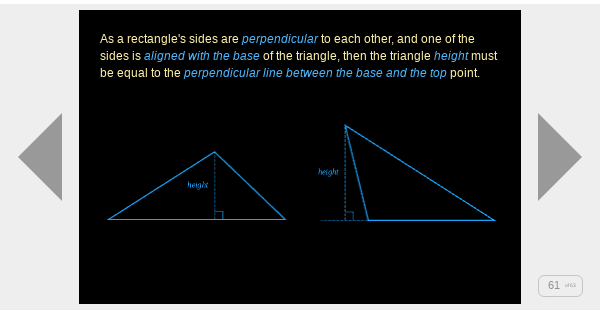 As a rectangle's sides are perpendicular to each other, and one of the
sides is aligned with the base of the triangle, then the triangle height must
be equal to the perpendicular line between the base and the top point.
height
height
61